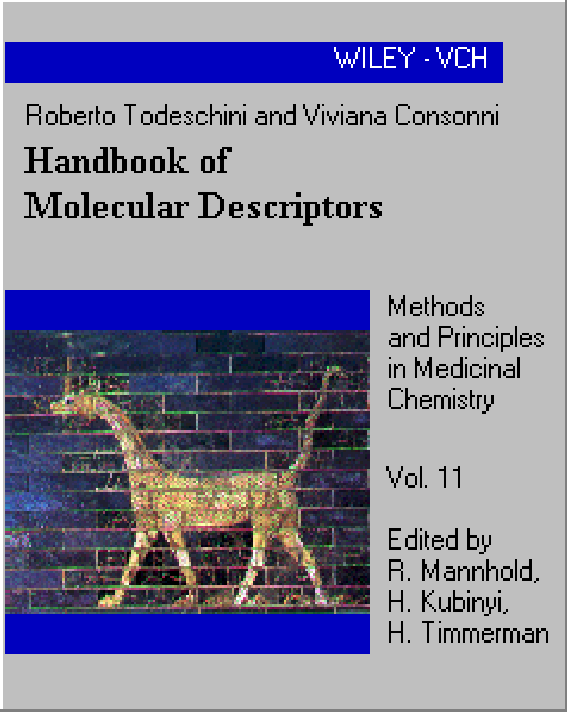 WILEY - VCH
Roberto Todeschini and Viviana Consonni
Handbook of
Molecular Descriptors
Methods
and Principles
in Medicinal
Chemistry
Vol. 11
Edited by
R. Mannhold,
H. Kubinyi,
H. Timmerman